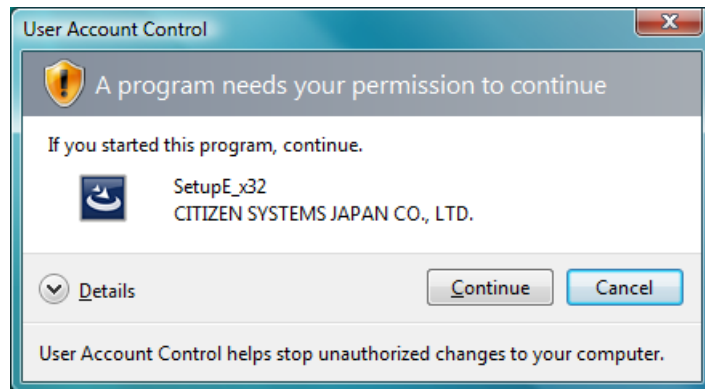 User Account Control
A program needs your permission to continue
If you started this program, continue.
SetupE_x32
CITIZEN SYSTEMS JAPAN CO., LTD.
Details
Continue
Cancel
User Account Control helps stop unauthorized changes to your computer.